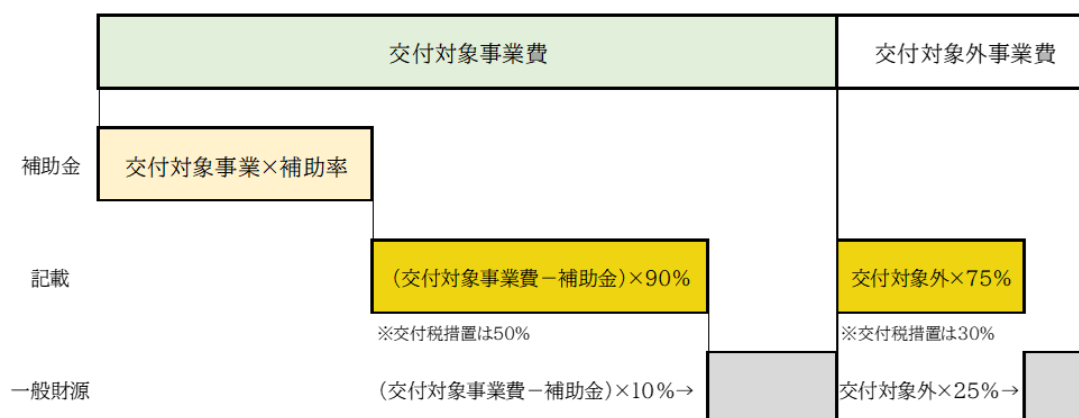 交付対象事業費
交付対象外事業費
補助金
交付対象事業×補助率
記載
(交付対象事業費－補助金)×90%
交付対象外×75%
※交付税措置は50%
※交付税措置は30%
一般財源
(交付対象事業費－補助金)×10%→
交付対象外×25%→